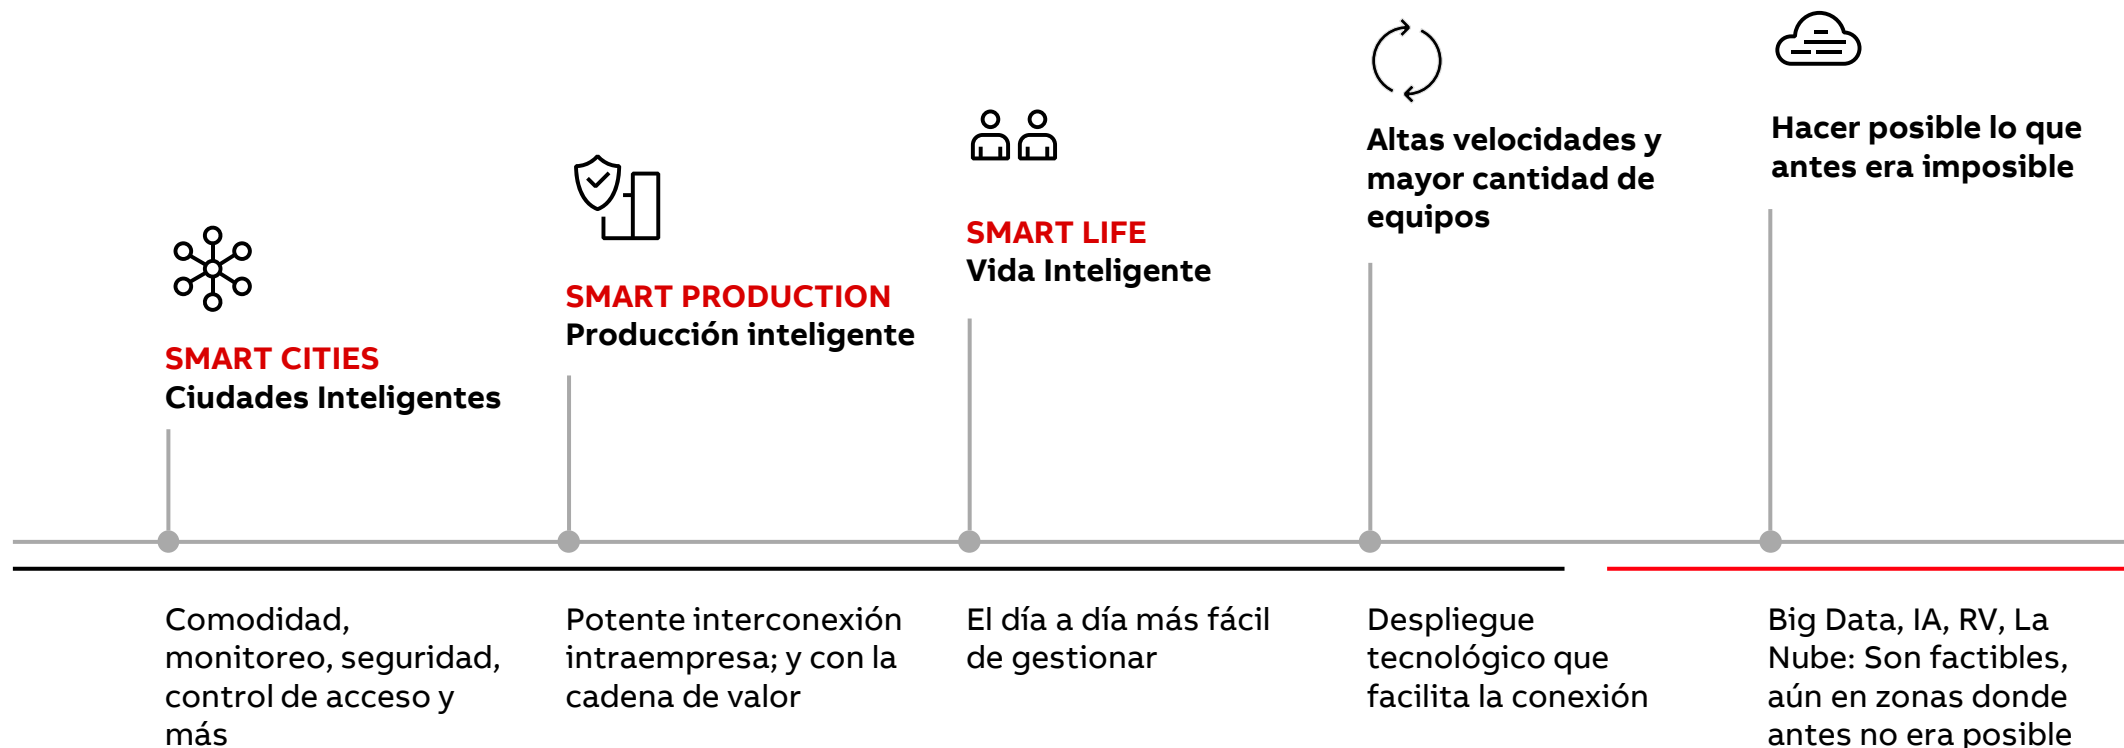 SMART CITIES
Ciudades Inteligentes
Comodidad,
monitoreo, seguridad,
control de acceso y
más
SMART PRODUCTION
Producción inteligente
Potente interconexión
intraempresa; y con la
cadena de valor
SMART LIFE
Vida Inteligente
El día a día más fácil
de gestionar
Altas velocidades y
mayor cantidad de
equipos
Despliegue
tecnológico que
facilita la conexión
Hacer posible lo que
antes era imposible
Big Data, IA, RV, La
Nube: Son factibles,
aún en zonas donde
antes no era posible